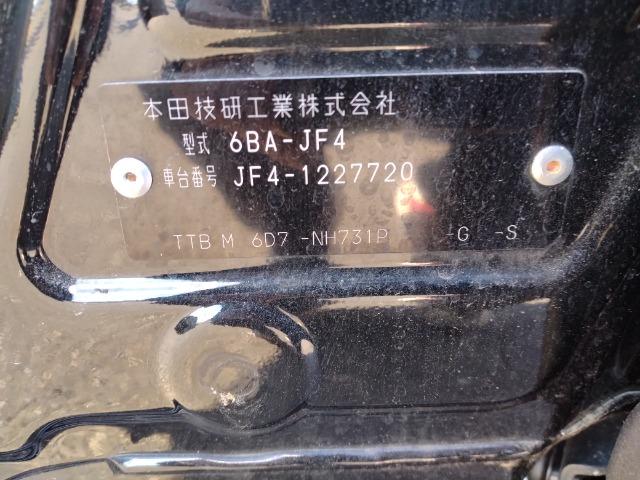 本田技研工業株式会社
型式 6BA-JF4
車台番号 JF4-1227720
TTB M 6D7 -NH731P -G -S